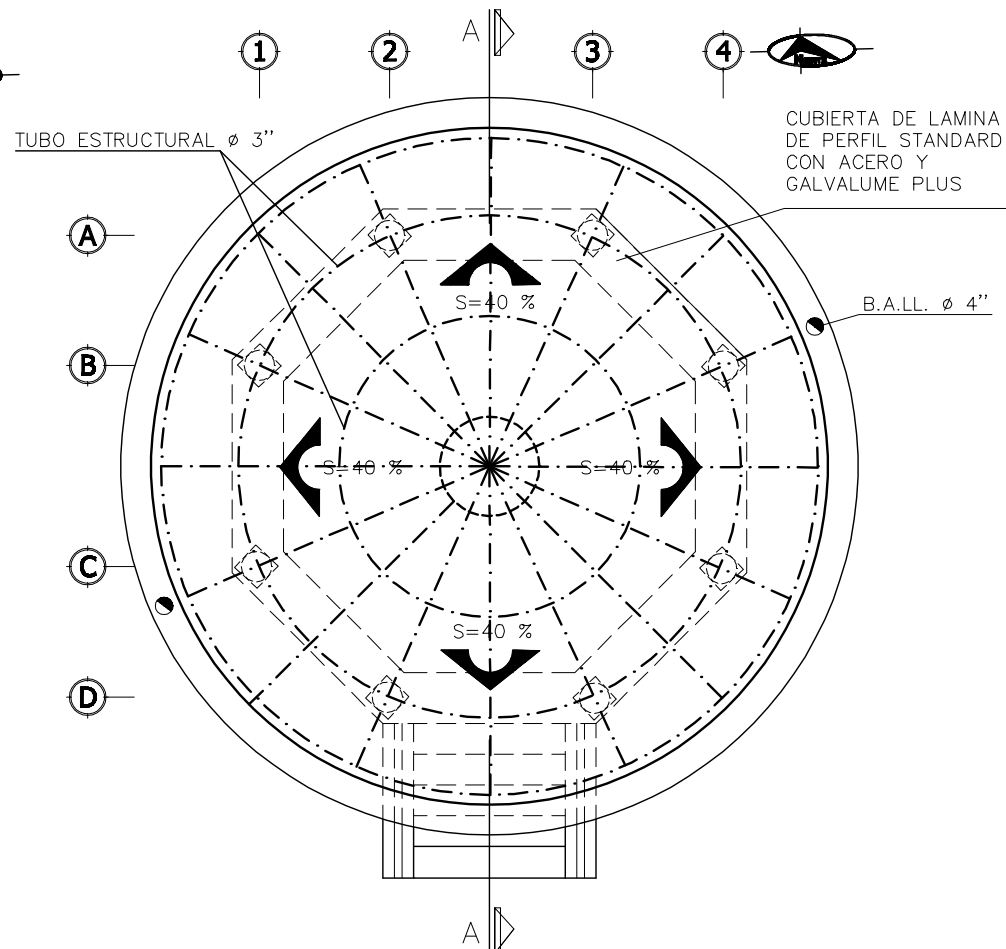 A
1
2
3
4
TUBO ESTRUCTURAL ø 3’’
CUBIERTA DE LAMINA
DE PERFIL STANDARD
CON ACERO Y
GALVALUME PLUS
A
S=40 %
B.A.LL. ø 4’’
B
S=40 %
S=40 %
C
S=40 %
D
A